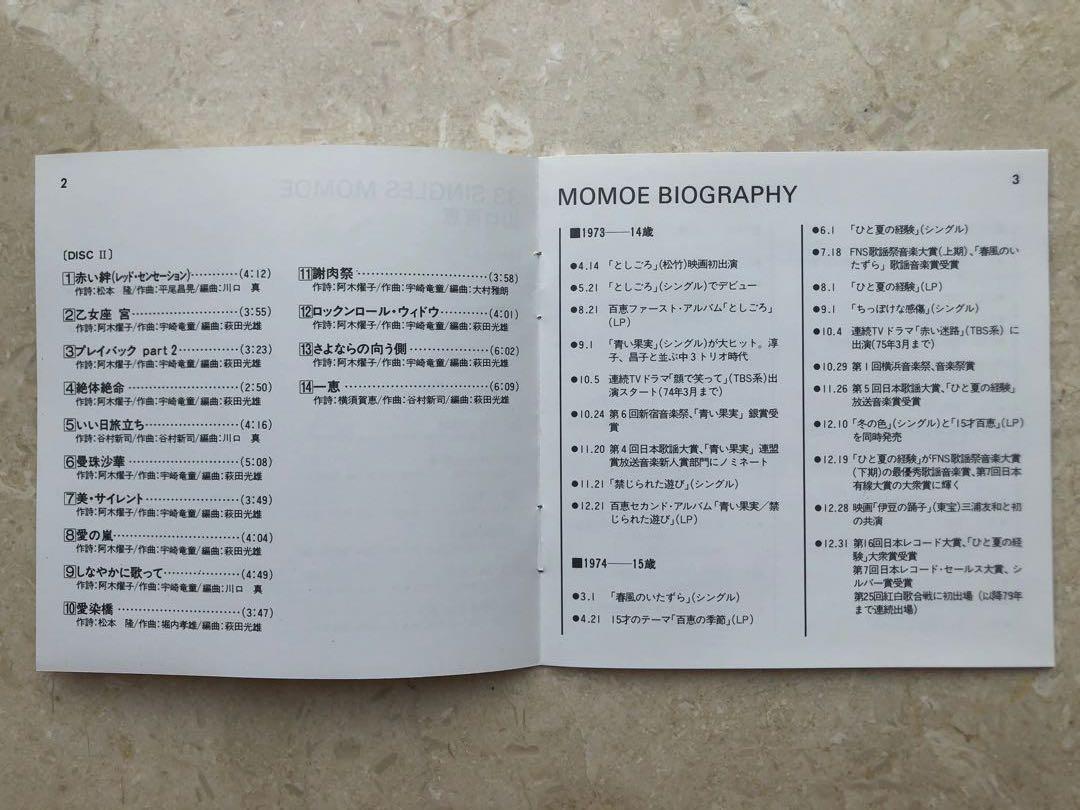 2
〔DISC II〕
1 赤い絆(レッド・センセーション)…………(4:12)
作詩:松本 隆/作曲:平尾昌晃/編曲:川口 真
2 乙女座 宮…………(3:55)
作詩:阿木燿子/作曲:宇崎竜童/編曲:萩田光雄
3 プレイバック part 2…………(3:23)
作詩:阿木燿子/作曲:宇崎竜童/編曲:萩田光雄
4 絶体絶命…………(2:50)
作詩:阿木燿子/作曲:宇崎竜童/編曲:萩田光雄
5 いい日旅立ち…………(4:16)
作詩:谷村新司/作曲:谷村新司/編曲:川口 真
6 曼珠沙華…………(5:08)
作詩:阿木燿子/作曲:宇崎竜童/編曲:萩田光雄
7 美・サイレント…………(3:49)
作詩:阿木燿子/作曲:宇崎竜童/編曲:萩田光雄
8 愛の嵐…………(4:04)
作詩:阿木燿子/作曲:宇崎竜童/編曲:萩田光雄
9 しなやかに歌って…………(4:49)
作詩:阿木燿子/作曲:宇崎竜童/編曲:川口 真
10 愛染橋…………(3:47)
作詩:松本 隆/作曲:堀内孝雄/編曲:萩田光雄
11 謝肉祭…………(3:58)
作詩:阿木燿子/作曲:宇崎竜童/編曲:大村雅朗
12 ロックンロール・ウィドウ…………(4:01)
作詩:阿木燿子/作曲:宇崎竜童/編曲:萩田光雄
13 さよならの向う側…………(6:02)
作詩:阿木燿子/作曲:宇崎竜童/編曲:萩田光雄
14 一恵…………(6:09)
作詩:横須賀恵/作曲:谷村新司/編曲:萩田光雄
3
MOMOE BIOGRAPHY
■1973——14歳
●4.14 「としごろ」(松竹)映画初出演
●5.21 「としごろ」(シングル)でデビュー
●8.21 百恵ファースト・アルバム「としごろ」
(LP)
●9.1 「青い果実」(シングル)が大ヒット。淳
子、昌子と並ぶ中3トリオ時代
●10.5 連続TVドラマ「顔で笑って」(TBS系)出
演スタート(74年3月まで)
●10.24 第6回新宿音楽祭、「青い果実」銀賞受
賞
●11.20 第4回日本歌謡大賞、「青い果実」連盟
賞放送音楽新人賞部門にノミネート
●11.21 「禁じられた遊び」(シングル)
●12.21 百恵セカンド・アルバム「青い果実/禁
じられた遊び」(LP)
■1974——15歳
●3.1 「春風のいたずら」(シングル)
●4.21 15才のテーマ「百恵の季節」(LP)
●6.1 「ひと夏の経験」(シングル)
●7.18 FNS歌謡祭音楽大賞(上期)、「春風のい
たずら」歌謡音楽賞受賞
●8.1 「ひと夏の経験」(LP)
●9.1 「ちっぽけな感傷」(シングル)
●10.4 連続TVドラマ「赤い迷路」(TBS系)に
出演(75年3月まで)
●10.29 第1回横浜音楽祭、音楽祭賞
●11.26 第5回日本歌謡大賞、「ひと夏の経験」
放送音楽賞受賞
●12.10 「冬の色」(シングル)と「15才百恵」(LP)
を同時発売
●12.19 「ひと夏の経験」がFNS歌謡祭音楽大賞
(下期)の最優秀歌謡音楽賞、第7回日本
有線大賞の大衆賞に輝く
●12.28 映画「伊豆の踊子」(東宝)三浦友和と初
の共演
●12.31 第16回日本レコード大賞、「ひと夏の経
験」大衆賞受賞
第7回日本レコード・セールス大賞、シ
ルバー賞受賞
第25回紅白歌合戦に初出場(以降79年
まで連続出場)